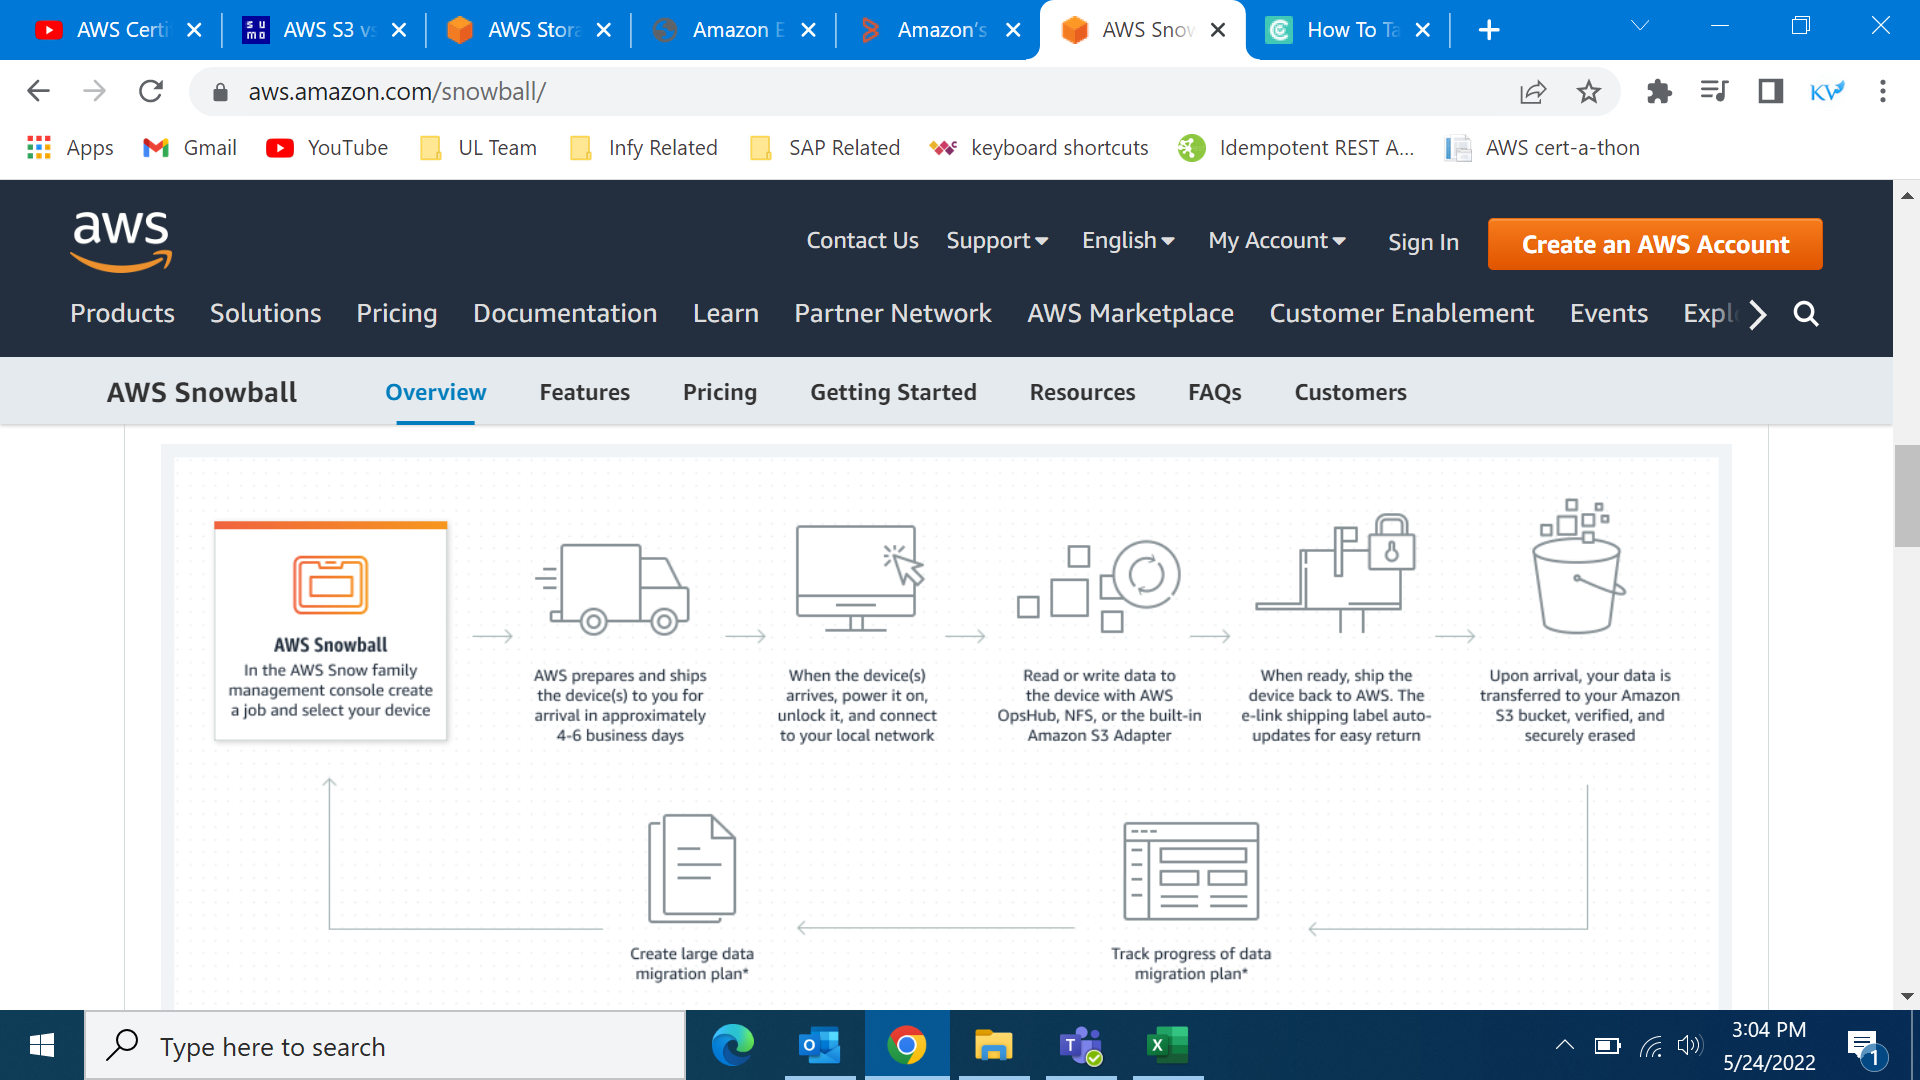 AWS Certi
AWS S3 vs
AWS Stora
Amazon E
Amazon's
AWS Snow
How To Ta
aws.amazon.com/snowball/
KV
Apps
Gmail
YouTube
UL Team
Infy Related
SAP Related
keyboard shortcuts
Idempotent REST A...
AWS cert-a-thon
aws
Contact Us
Support
English
My Account
Sign In
Create an AWS Account
Products
Solutions
Pricing
Documentation
Learn
Partner Network
AWS Marketplace
Customer Enablement
Events
Expl
AWS Snowball
Overview
Features
Pricing
Getting Started
Resources
FAQs
Customers
AWS Snowball
In the AWS Snow family
management console create
a job and select your device
AWS prepares and ships
the device(s) to you for
arrival in approximately
4-6 business days
When the device(s)
arrives, power it on,
unlock it, and connect
to your local network
Read or write data to
the device with AWS
OpsHub, NFS, or the built-in
Amazon S3 Adapter
When ready, ship the
device back to AWS. The
e-link shipping label auto-
updates for easy return
Upon arrival, your data is
transferred to your Amazon
S3 bucket, verified, and
securely erased
Create large data
migration plan*
Track progress of data
migration plan*
Type here to search
3:04 PM
5/24/2022
1